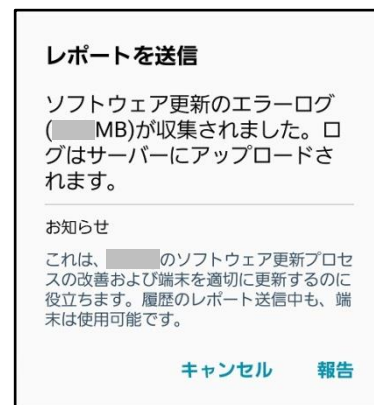 レポートを送信
ソフトウェア更新のエラーログ
( MB)が収集されました。ロ
グはサーバーにアップロードさ
れます。
お知らせ
これは、 のソフトウェア更新プロセ
スの改善および端末を適切に更新するのに
役立ちます。履歴のレポート送信中も、端
末は使用可能です。
キャンセル 報告